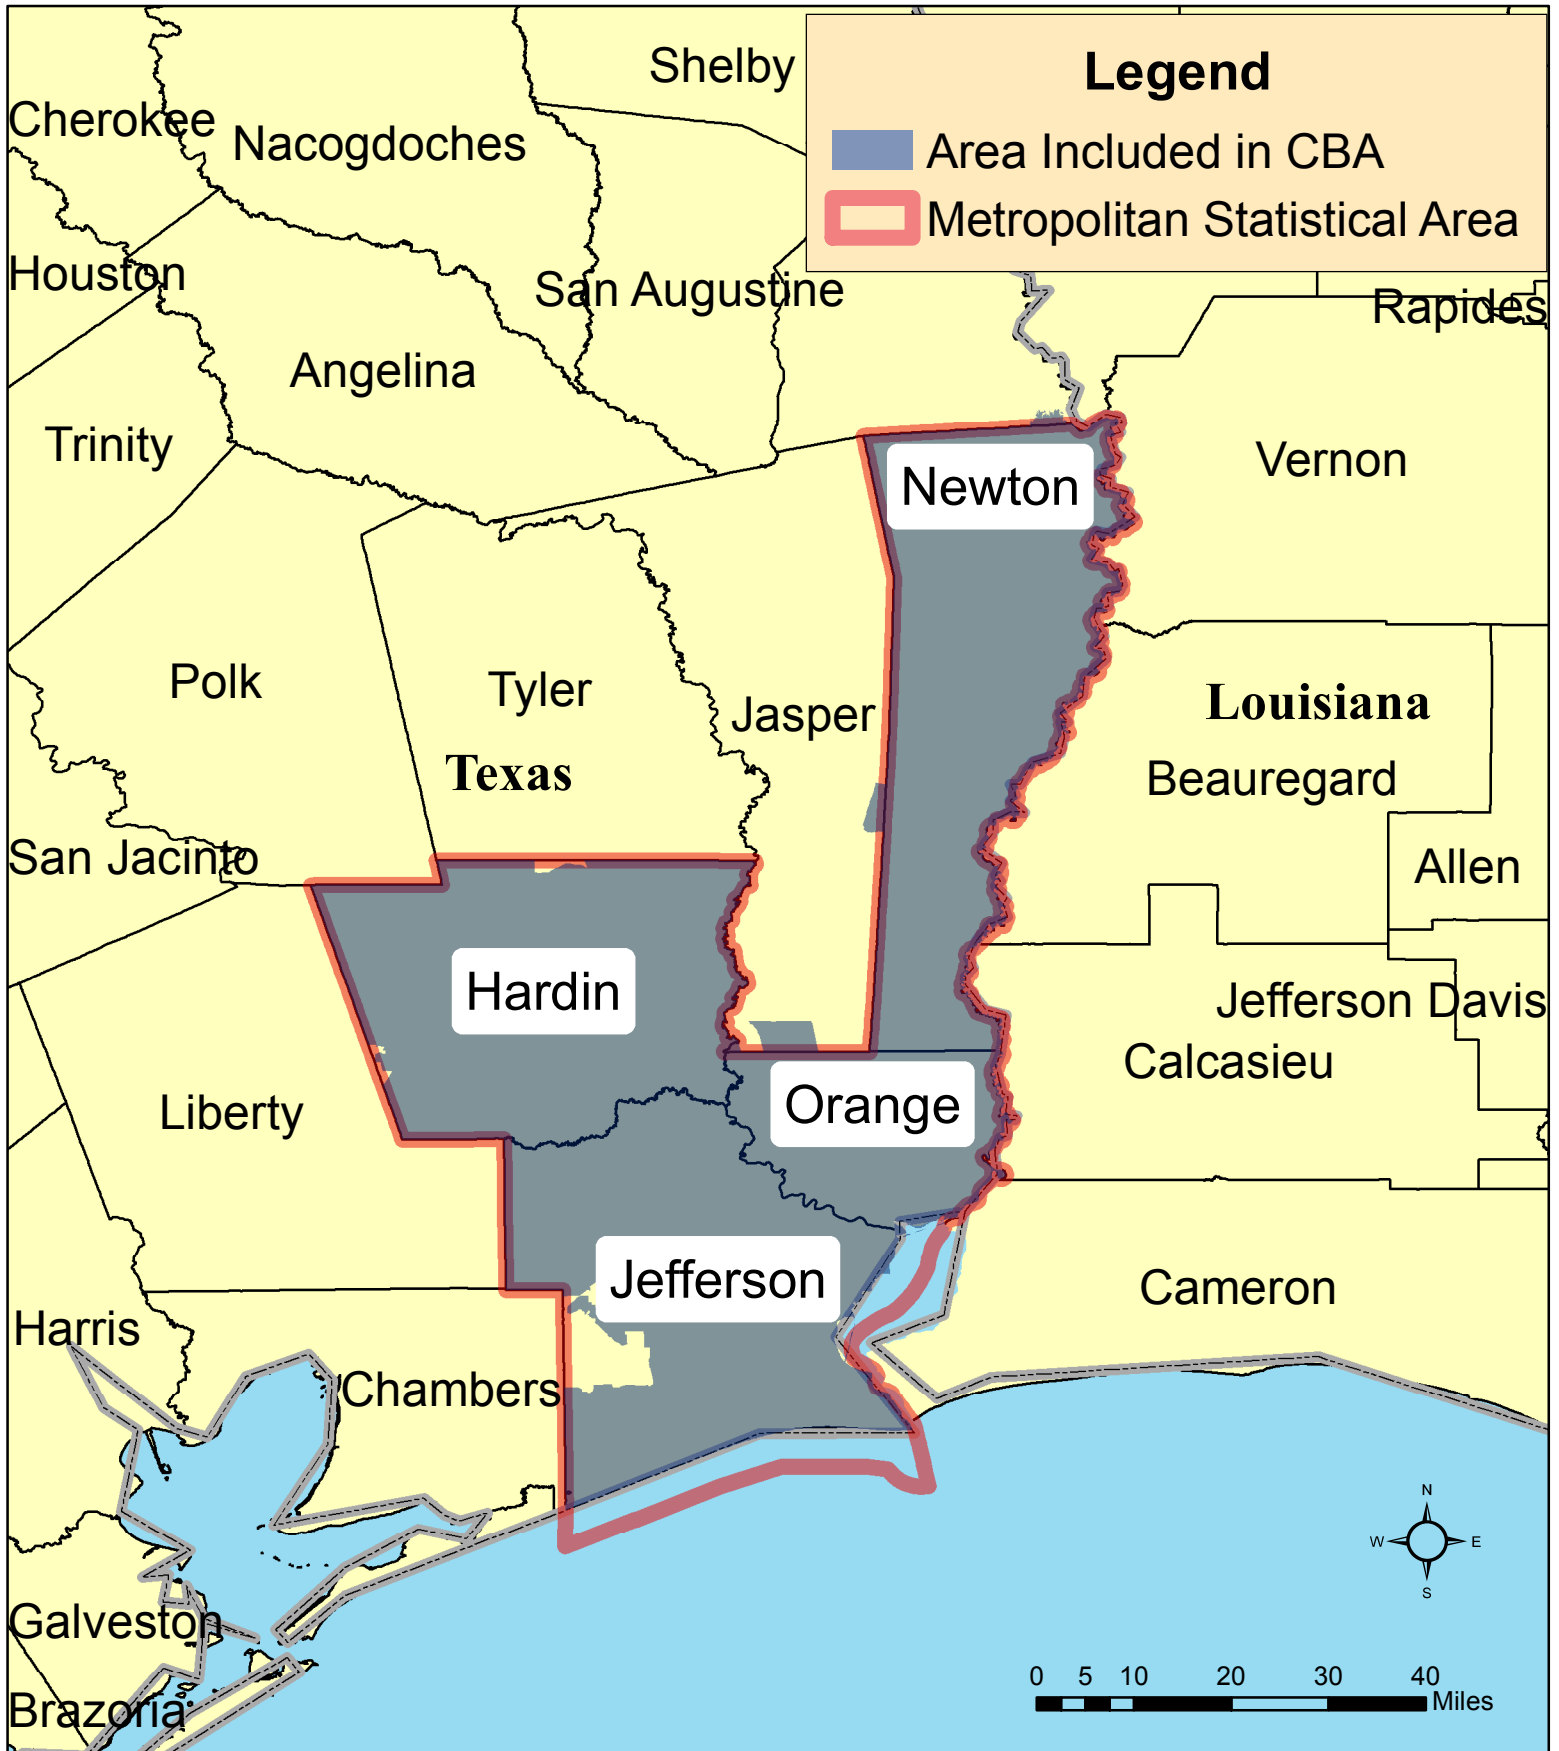 Shelby
Legend
Area Included in CBA
Metropolitan Statistical Area
Cherokee
Nacogdoches
Houston
San Augustine
Rapides
Angelina
Trinity
Vernon
Newton
Polk
Tyler
Jasper
Louisiana
Texas
Beauregard
San Jacinto
Allen
Hardin
Jefferson Davis
Calcasieu
Liberty
Orange
Jefferson
Cameron
Harris
Chambers
N
W E
S
Galveston
Brazoria
0 5 10 20 30 40
Miles